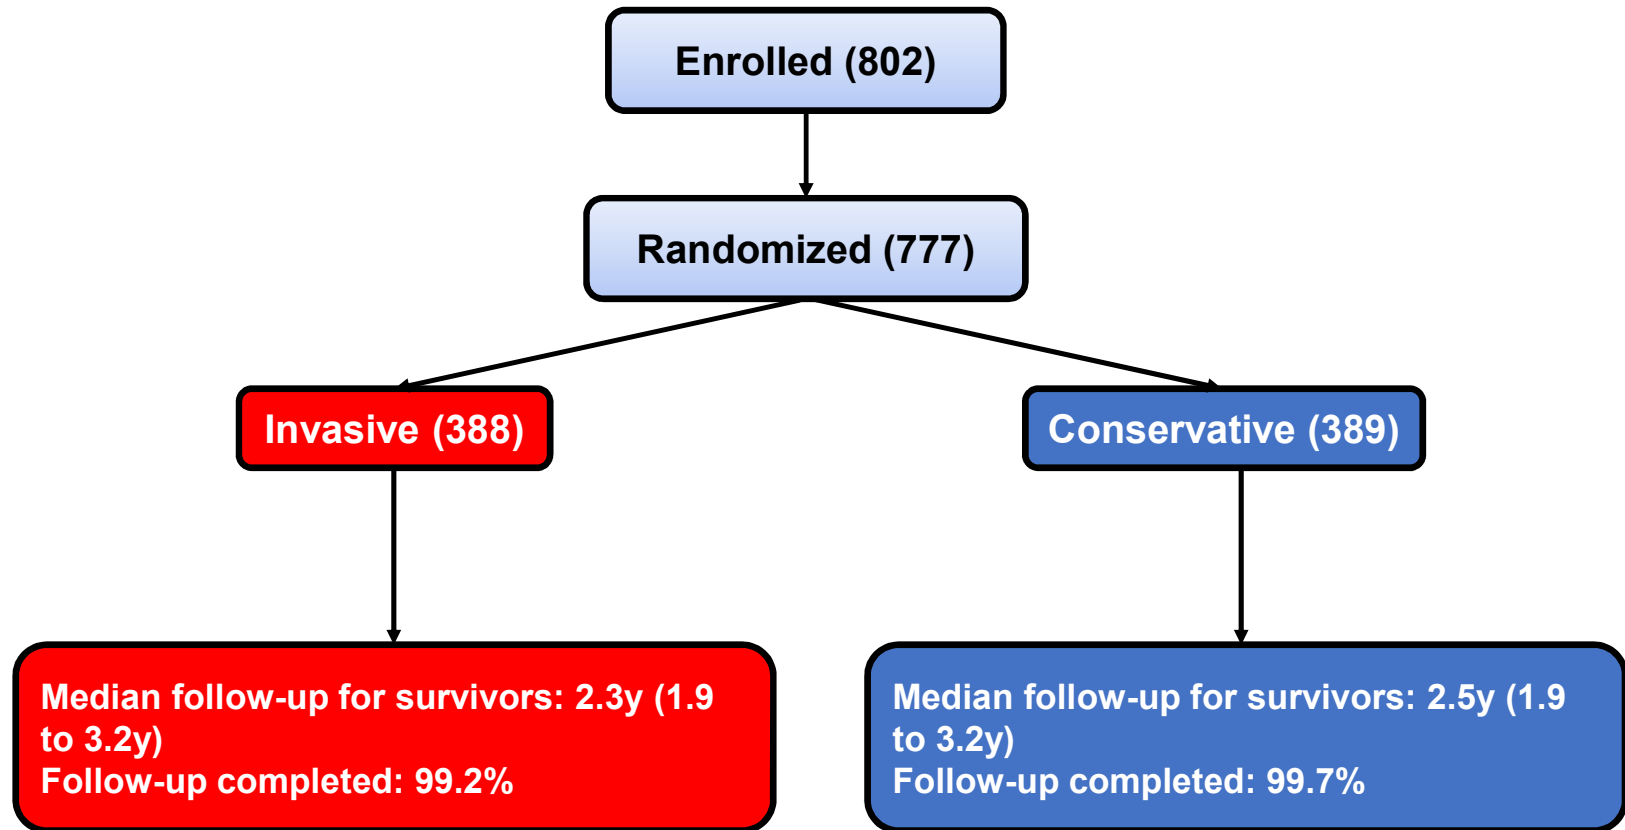 Enrolled (802)
Randomized (777)
Invasive (388)
Conservative (389)
Median follow-up for survivors: 2.3y (1.9
to 3.2y)
Follow-up completed: 99.2%
Median follow-up for survivors: 2.5y (1.9
to 3.2y)
Follow-up completed: 99.7%